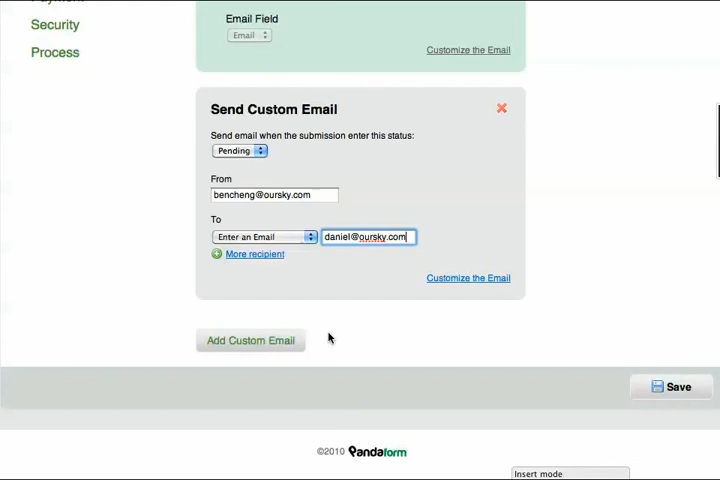 Security
Process
Email Field
Email
Customize the Email
Send Custom Email
Send email when the submission enter this status:
Pending
From
bencheng@oursky.com
To
Enter an Email
daniel@oursky.com
More recipient
Customize the Email
Add Custom Email
Save
©2010 Pandaform
Insert mode